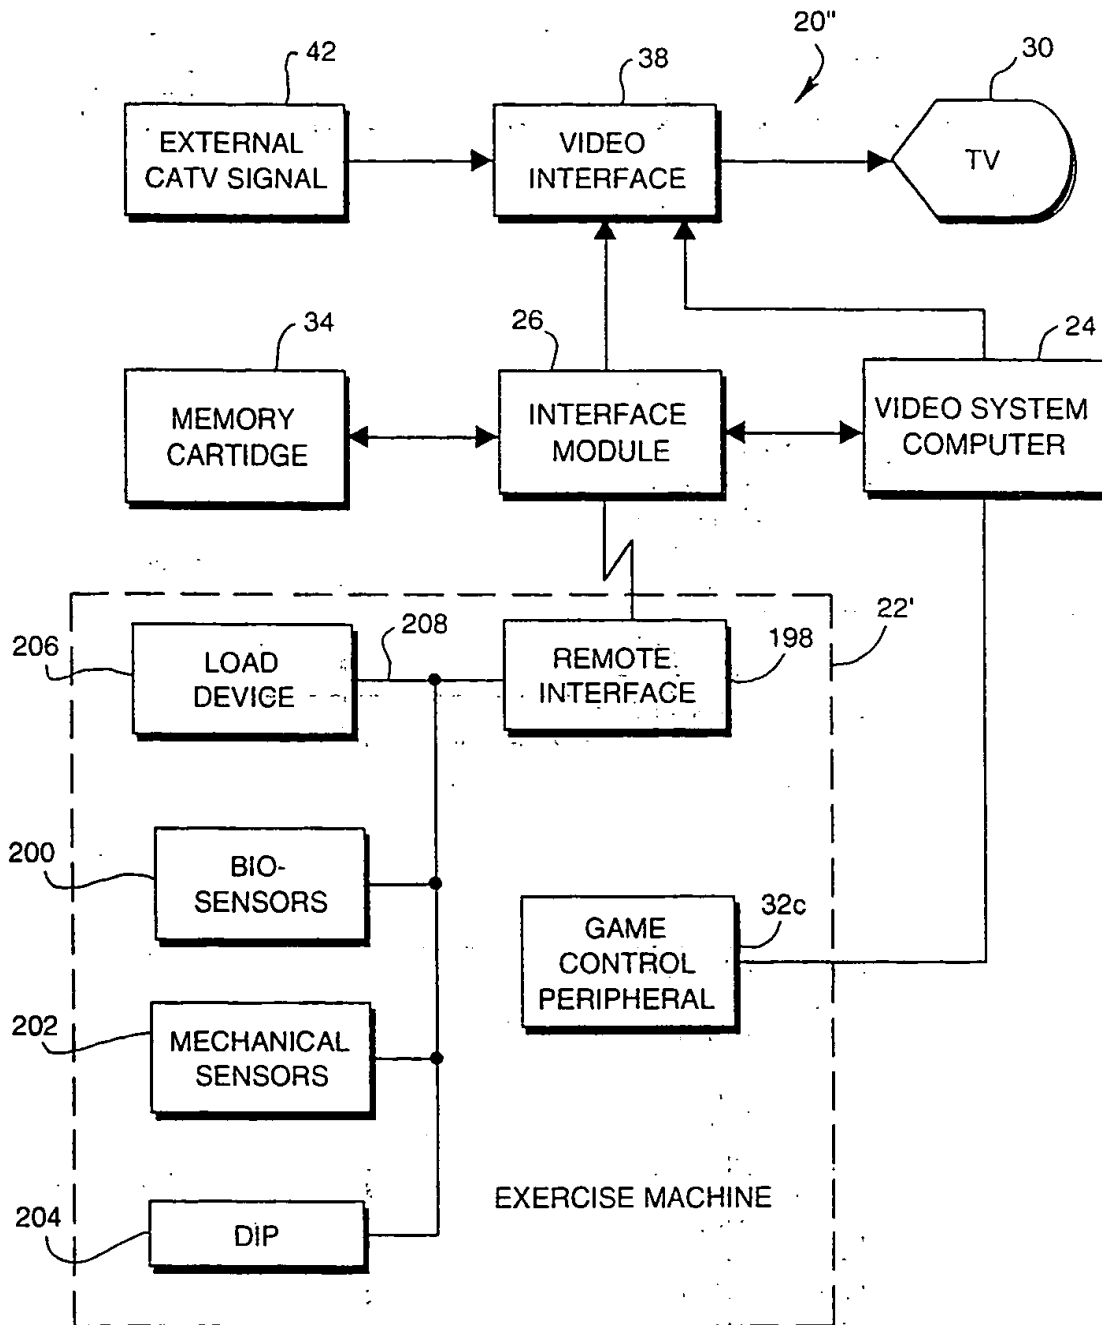 20"
42
38
30
EXTERNAL
CATV SIGNAL
VIDEO
INTERFACE
TV
34
26
24
MEMORY
CARTIDGE
INTERFACE
MODULE
VIDEO SYSTEM
COMPUTER
206
208
22'
198
LOAD
DEVICE
REMOTE
INTERFACE
200
BIO-
SENSORS
32c
GAME
CONTROL
PERIPHERAL
202
MECHANICAL
SENSORS
204
DIP
EXERCISE MACHINE